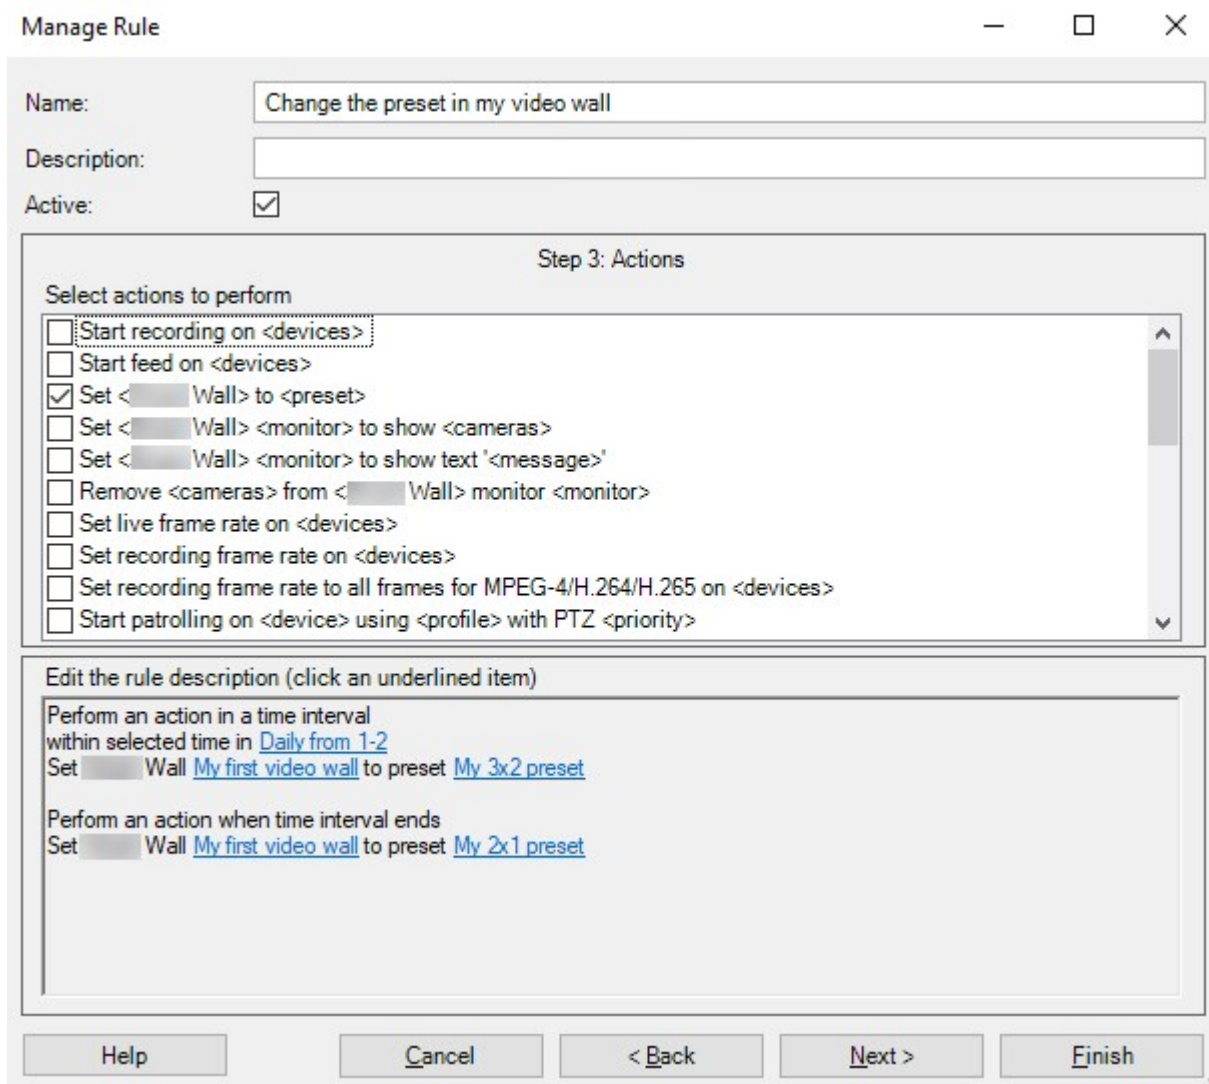 Manage Rule
Name: Change the preset in my video wall
Description:
Active:
Step 3: Actions
Select actions to perform
Start recording on <devices>
Start feed on <devices>
Set < Wall> to <preset>
Set < Wall> <monitor> to show <cameras>
Set < Wall> <monitor> to show text '<message>'
Remove <cameras> from < Wall> monitor <monitor>
Set live frame rate on <devices>
Set recording frame rate on <devices>
Set recording frame rate to all frames for MPEG-4/H.264/H.265 on <devices>
Start patrolling on <device> using <profile> with PTZ <priority>
Edit the rule description (click an underlined item)
Perform an action in a time interval
within selected time in Daily from 1-2
Set Wall My first video wall to preset My 3x2 preset
Perform an action when time interval ends
Set Wall My first video wall to preset My 2x1 preset
Help Cancel < Back Next > Finish